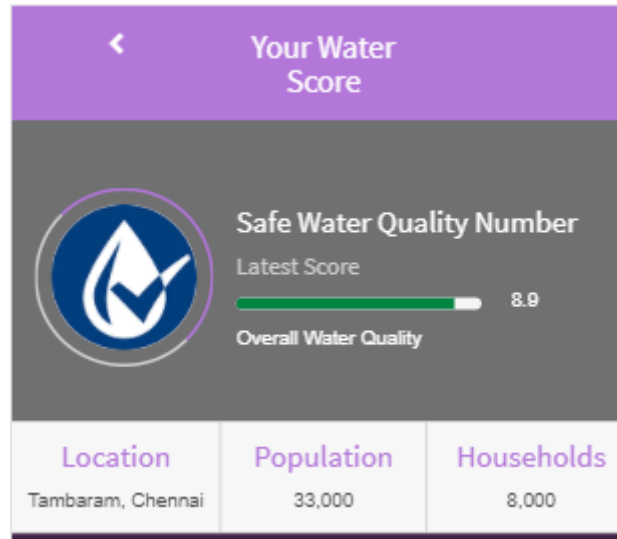 Your Water
Score
Safe Water Quality Number
Latest Score
8.9
Overall Water Quality
Location
Population
Households
Tambaram, Chennai
33,000
8,000